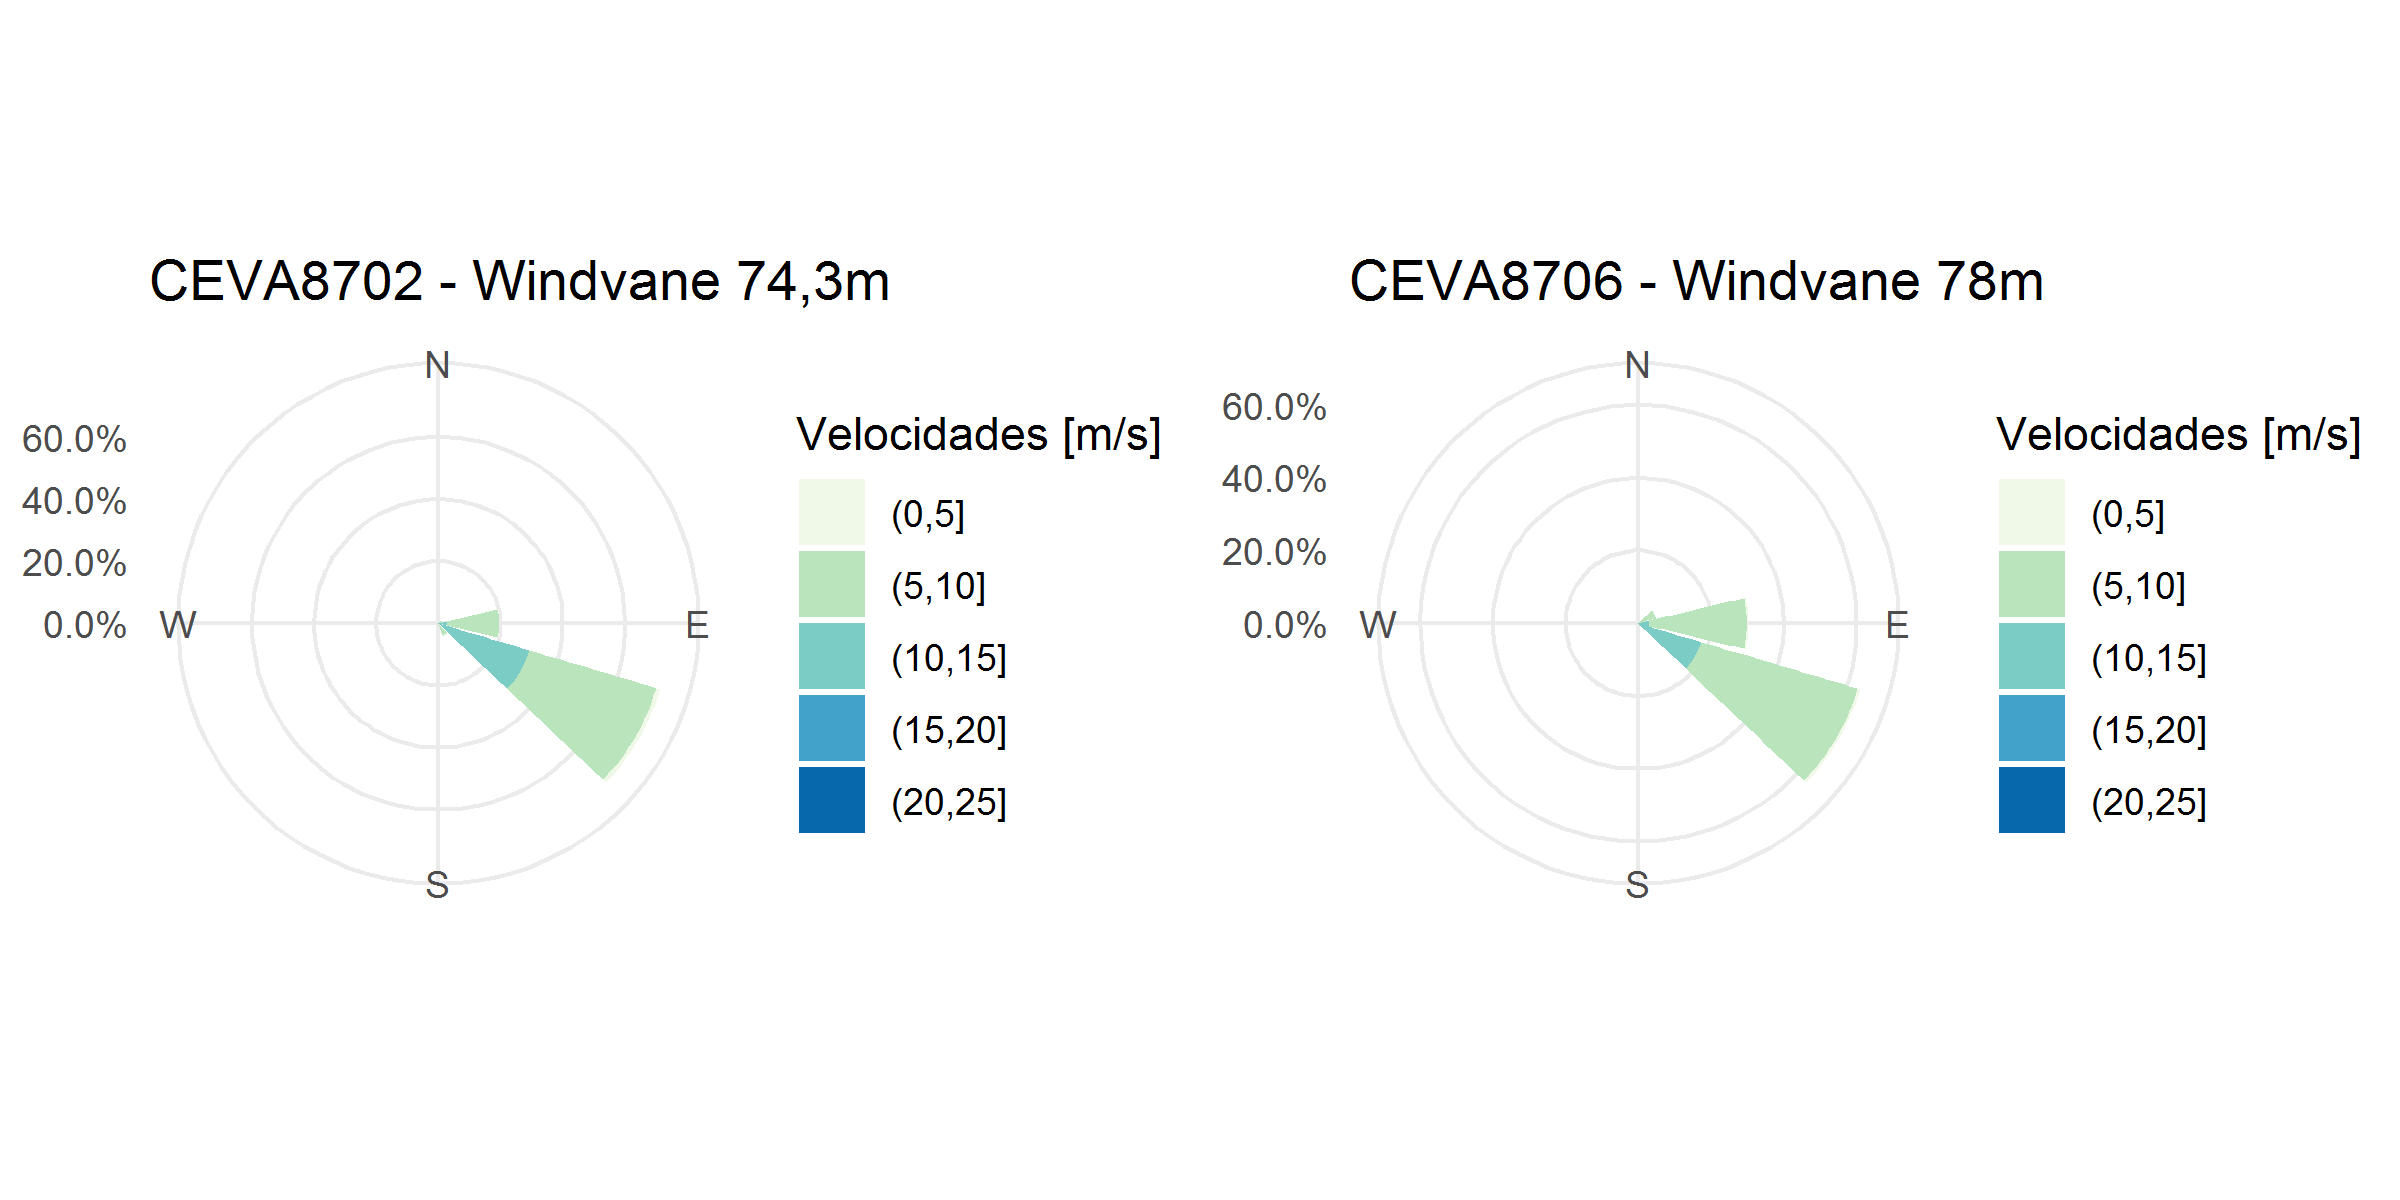 CEVA8702 - Windvane 74,3m
N
60.0%
40.0%
20.0%
0.0%
W
E
S
Velocidades [m/s]
(0,5]
(5,10]
(10,15]
(15,20]
(20,25]
CEVA8706 - Windvane 78m
N
60.0%
40.0%
20.0%
0.0%
W
E
S
Velocidades [m/s]
(0,5]
(5,10]
(10,15]
(15,20]
(20,25]